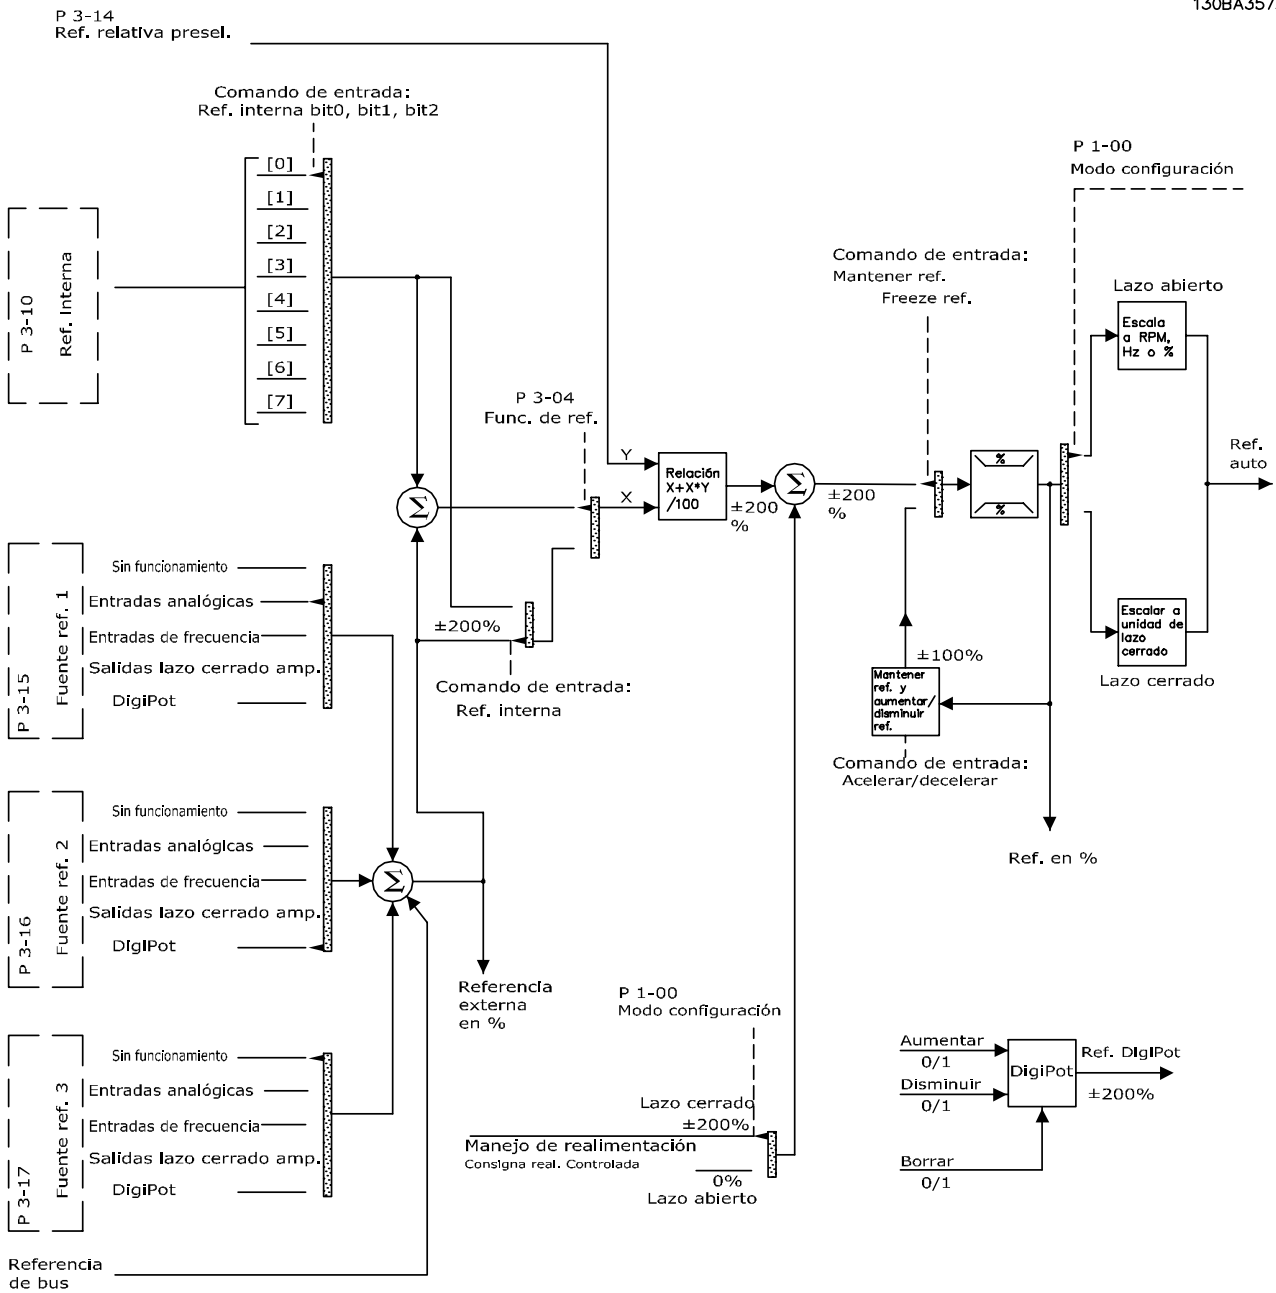 130BA357.
P 3-14
Ref. relativa presel.
Comando de entrada:
Ref. interna bit0, bit1, bit2
[0]
[1]
[2]
[3]
[4]
[5]
[6]
[7]
P 3-10
Ref. Interna
P 1-00
Modo configuración
Comando de entrada:
Mantener ref.
Freeze ref.
Lazo abierto
Escala
a RPM,
Hz o %
P 3-04
Func. de ref.
Y
X
Relación
X+X*Y
/100
±200
%
Σ
±200
%
%
%
Ref.
auto
Σ
P 3-15
Fuente ref. 1
Sin funcionamiento
Entradas analógicas
Entradas de frecuencia
Salidas lazo cerrado amp.
DigiPot
±200%
Comando de entrada:
Ref. interna
±100%
Mantener
ref. y
aumentar/
disminuir
ref.
Comando de entrada:
Acelerar/decelerar
Escalar a
unidad de
lazo
cerrado
Lazo cerrado
Ref. en %
P 3-16
Fuente ref. 2
Sin funcionamiento
Entradas analógicas
Entradas de frecuencia
Salidas lazo cerrado amp.
DigiPot
Σ
Referencia
externa
en %
P 1-00
Modo configuración
Lazo cerrado
±200%
Manejo de realimentación
Consigna real. Controlada
0%
Lazo abierto
P 3-17
Fuente ref. 3
Sin funcionamiento
Entradas analógicas
Entradas de frecuencia
Salidas lazo cerrado amp.
DigiPot
Aumentar
0/1
Disminuir
0/1
DigiPot
Ref. DigiPot
±200%
Borrar
0/1
Referencia
de bus